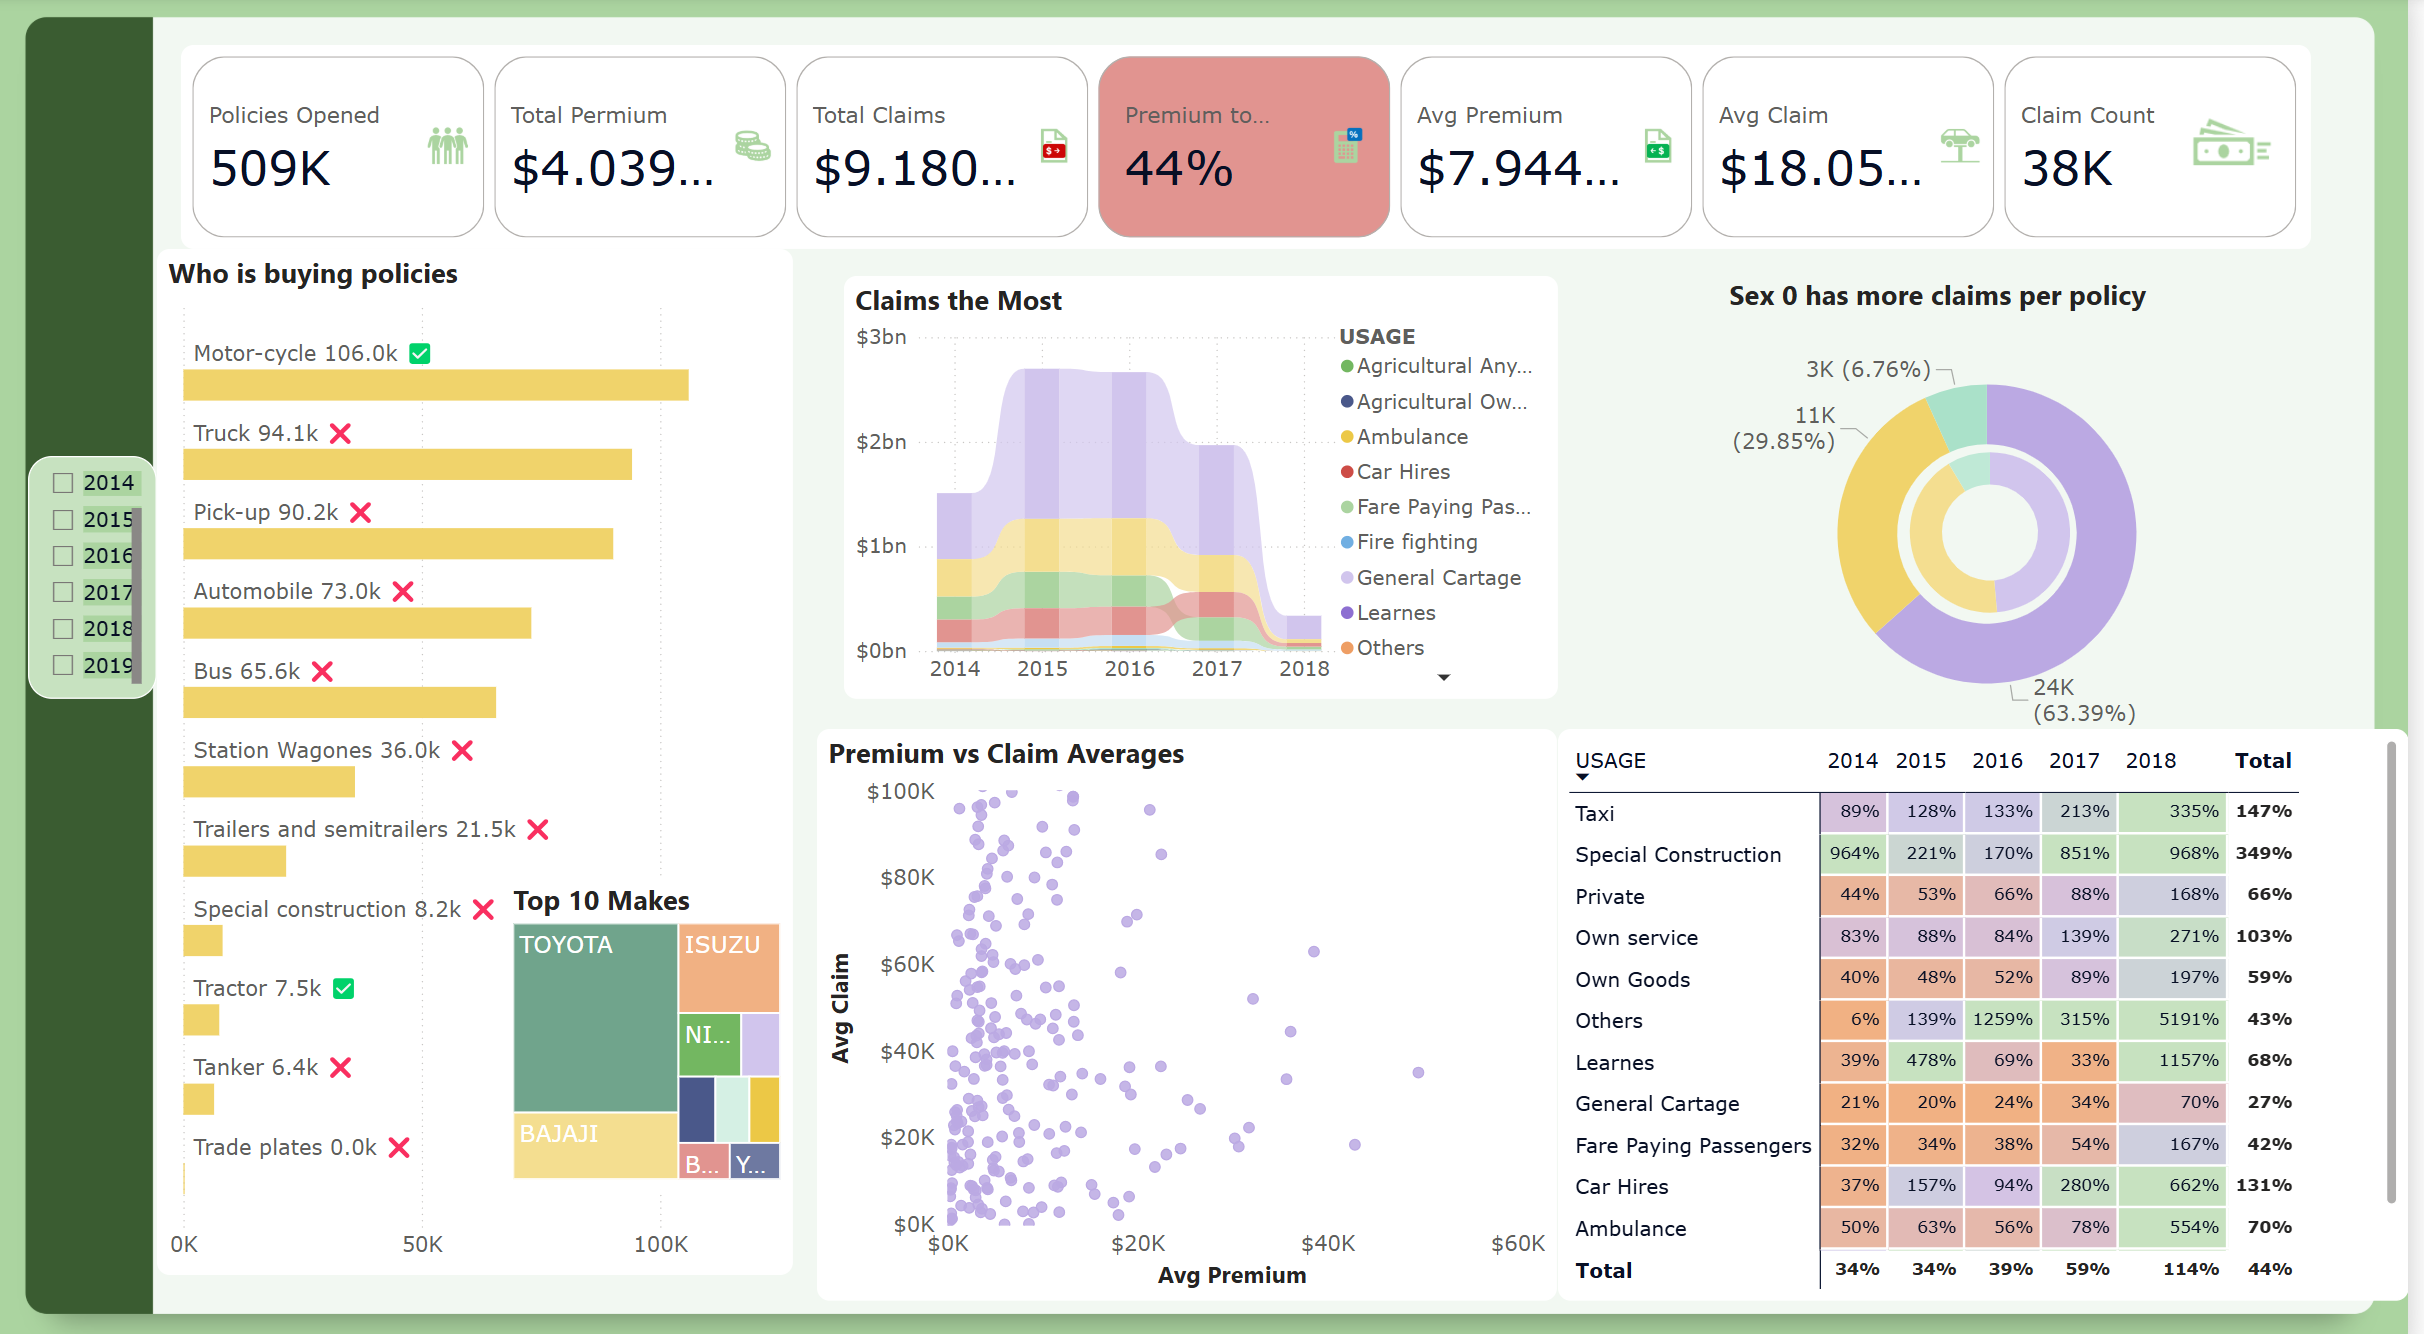 Policies Opened
509K
Total Permium
$4.039...
Total Claims
$9.180...
Premium to...
44%
Avg Premium
$7.944...
Avg Claim
$18.05...
Claim Count
38K
2014
2015
2016
2017
2018
2019
Who is buying policies
Motor-cycle 106.0k ✅
Truck 94.1k ❌
Pick-up 90.2k ❌
Automobile 73.0k ❌
Bus 65.6k ❌
Station Wagones 36.0k ❌
Trailers and semitrailers 21.5k ❌
Special construction 8.2k ❌
Tractor 7.5k ✅
Tanker 6.4k ❌
Trade plates 0.0k ❌
0K 50K 100K
Top 10 Makes
TOYOTA
ISUZU
NI...
BAJAJI
B...
Y...
Claims the Most
$3bn
$2bn
$1bn
$0bn
2014 2015 2016 2017 2018
USAGE
Agricultural Any...
Agricultural Ow...
Ambulance
Car Hires
Fare Paying Pas...
Fire fighting
General Cartage
Learnes
Others
Sex 0 has more claims per policy
3K (6.76%)
11K
(29.85%)
24K
(63.39%)
Premium vs Claim Averages
Avg Claim
$100K
$80K
$60K
$40K
$20K
$0K
$0K $20K $40K $60K
Avg Premium
USAGE 2014 2015 2016 2017 2018 Total
Taxi 89% 128% 133% 213% 335% 147%
Special Construction 964% 221% 170% 851% 968% 349%
Private 44% 53% 66% 88% 168% 66%
Own service 83% 88% 84% 139% 271% 103%
Own Goods 40% 48% 52% 89% 197% 59%
Others 6% 139% 1259% 315% 5191% 43%
Learnes 39% 478% 69% 33% 1157% 68%
General Cartage 21% 20% 24% 34% 70% 27%
Fare Paying Passengers 32% 34% 38% 54% 167% 42%
Car Hires 37% 157% 94% 280% 662% 131%
Ambulance 50% 63% 56% 78% 554% 70%
Total 34% 34% 39% 59% 114% 44%